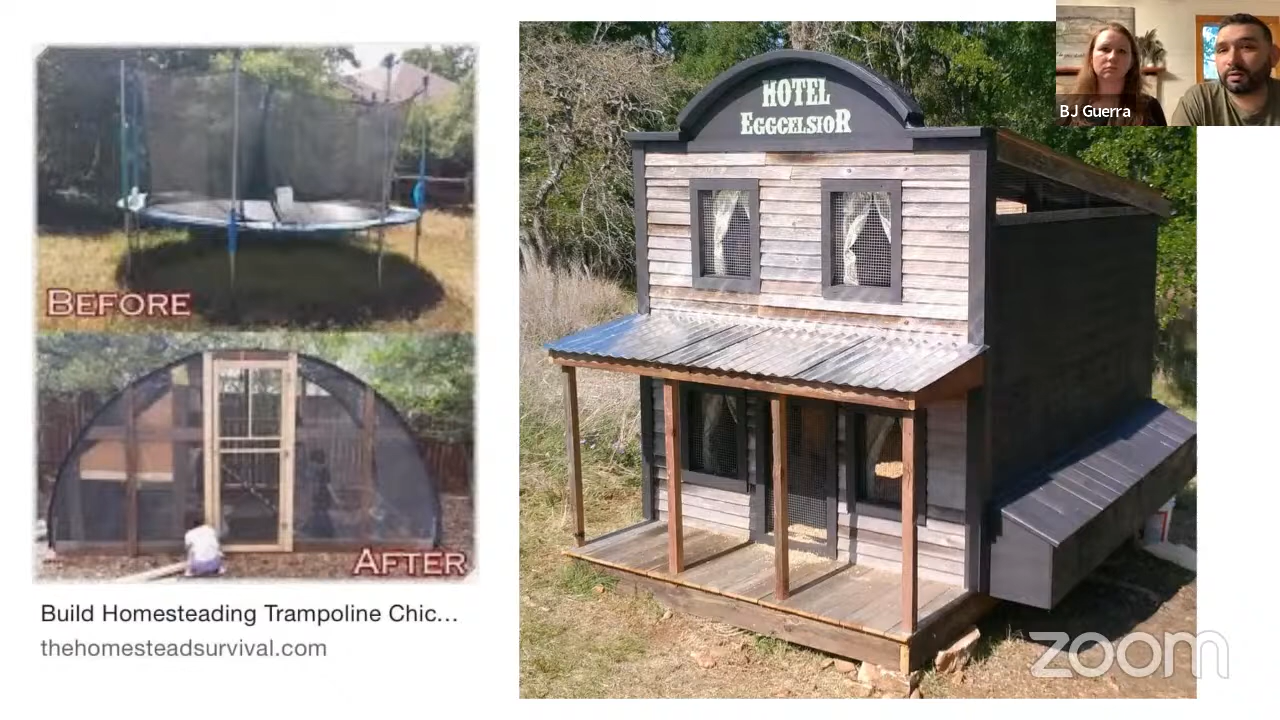 BEFORE
AFTER
Build Homesteading Trampoline Chic...
thehomesteadsurvival.com
HOTEL
EGGCELSIOR
BJ Guerra
zoom